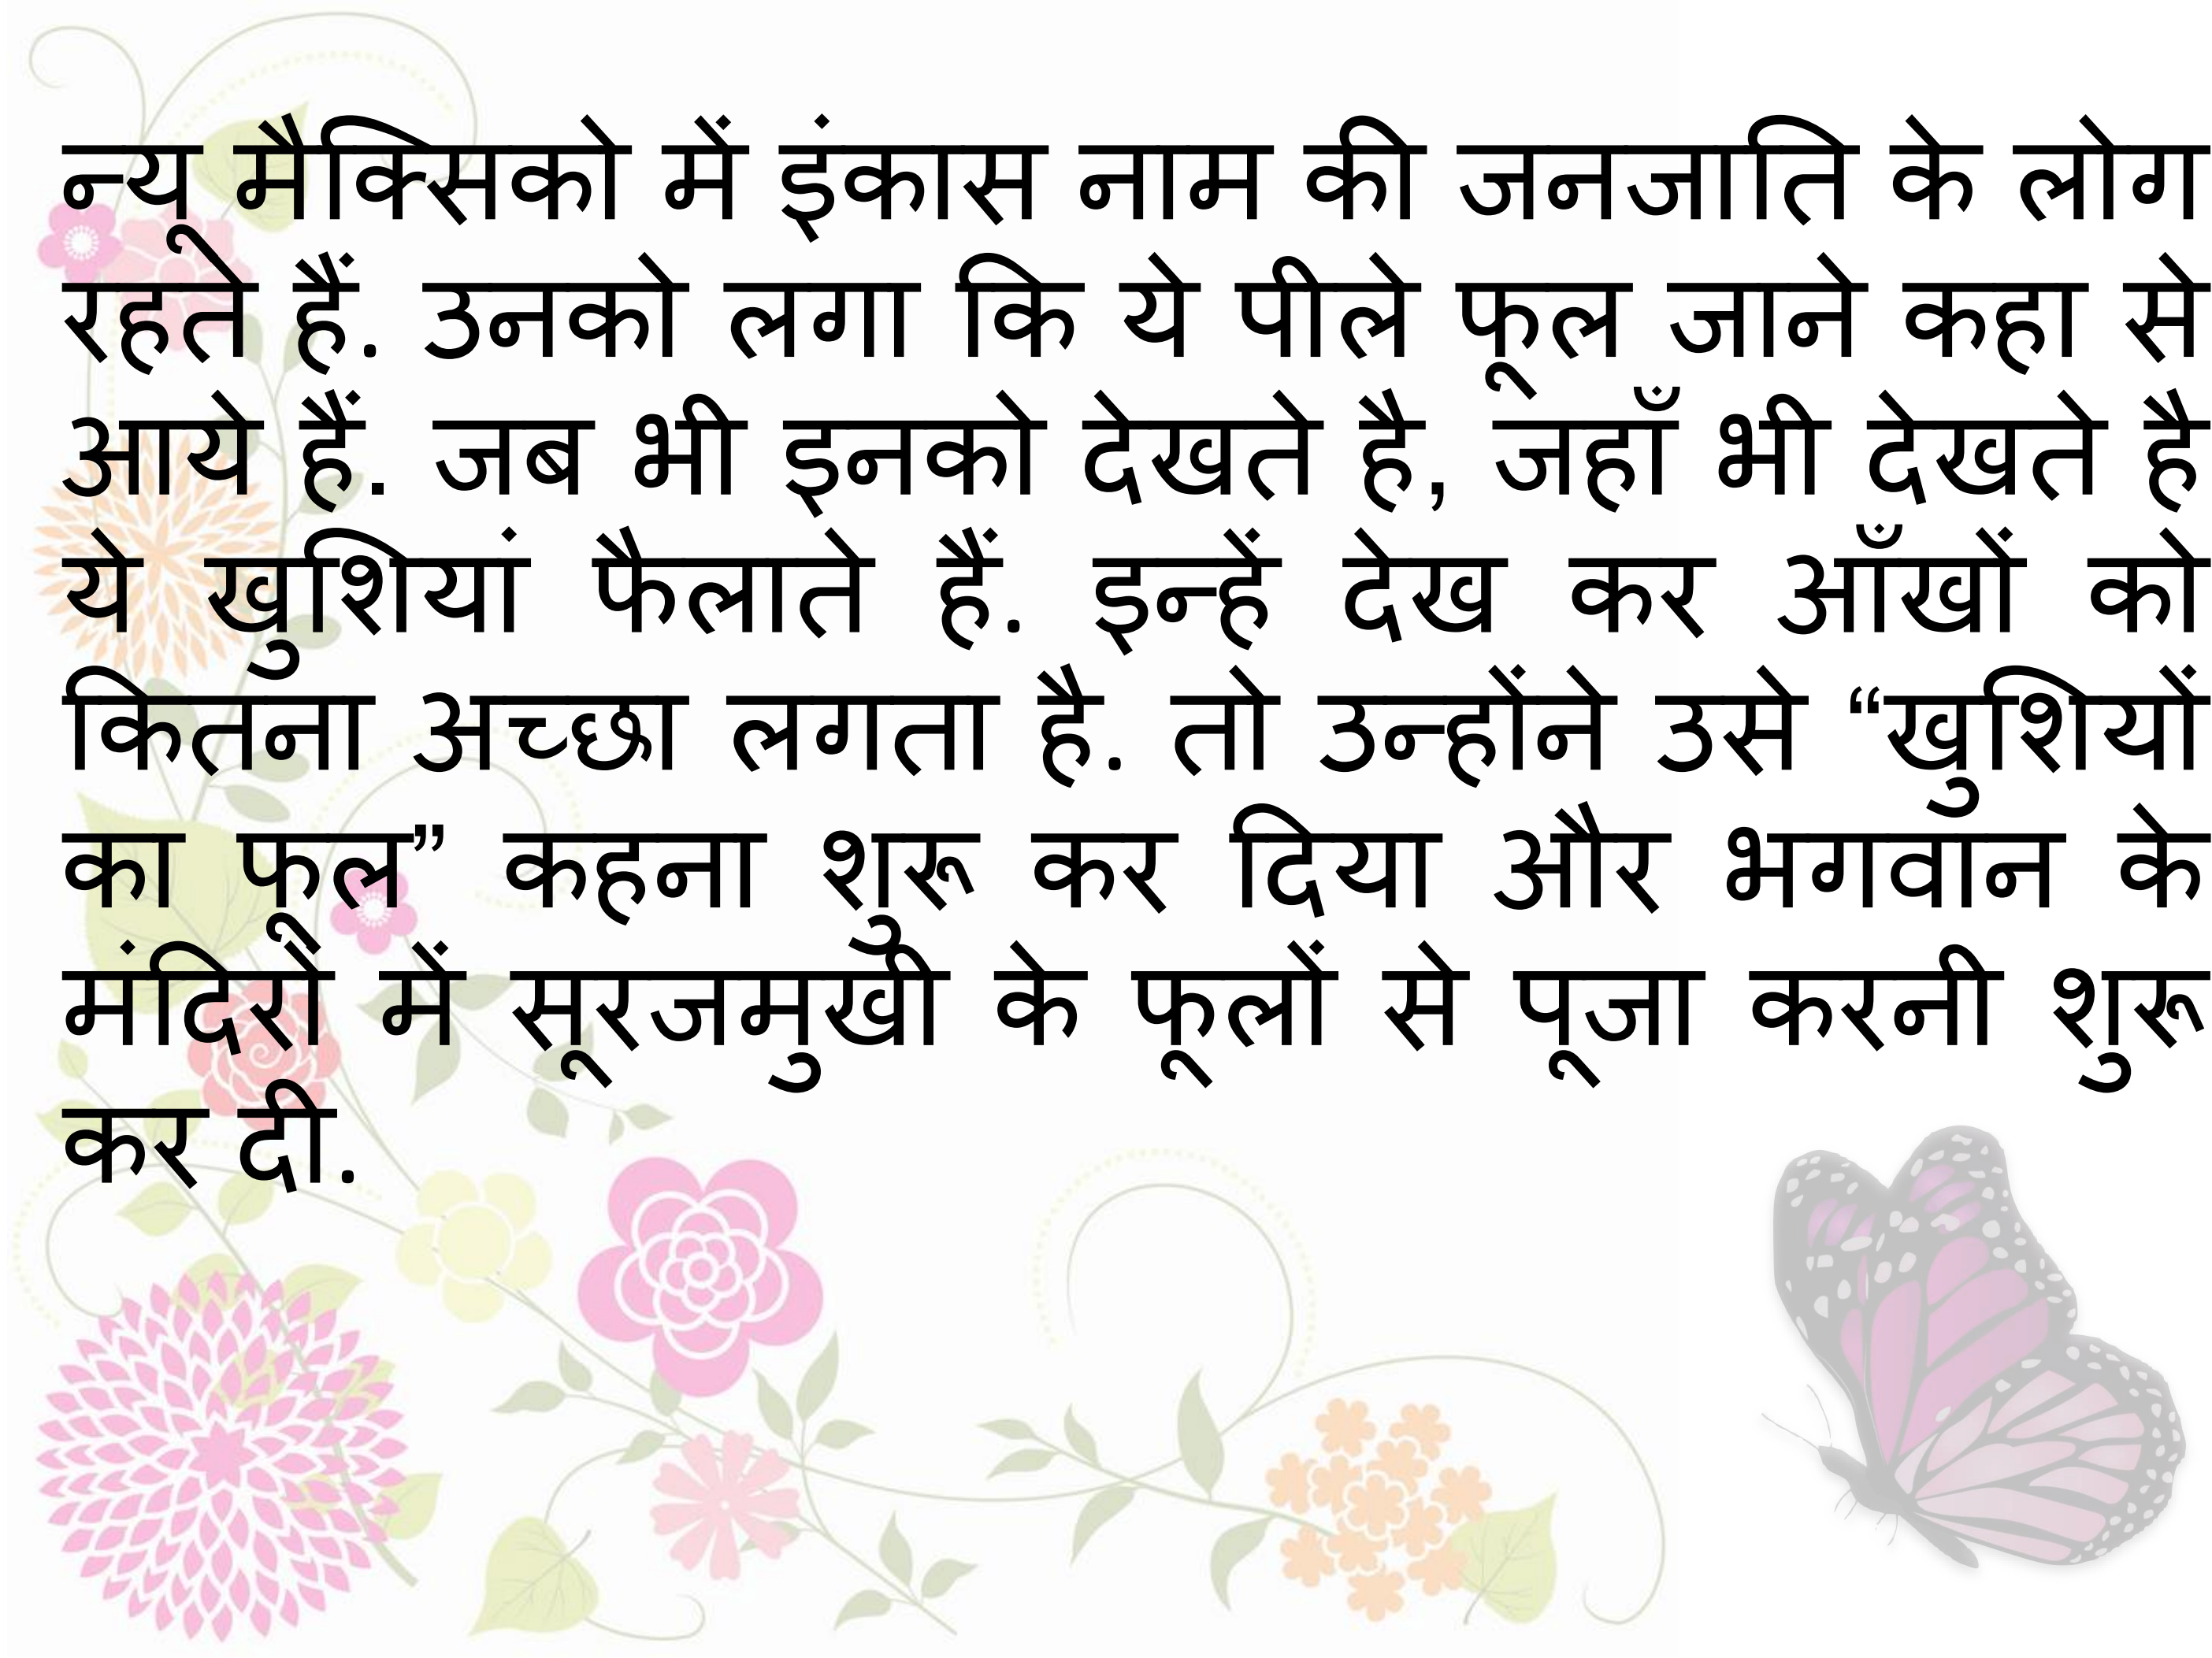 न्यू मैक्सिको में इंकास नाम की जनजाति के लोग
रहते हैं. उनको लगा कि ये पीले फूल जाने कहा से
आये हैं. जब भी इनको देखते है, जहाँ भी देखते है
ये खुशियां फैलाते हैं. इन्हें देख कर आँखों को
कितना अच्छा लगता है. तो उन्होंने उसे “खुशियों
का फूल” कहना शुरू कर दिया और भगवान के
मंदिरों में सूरजमुखी के फूलों से पूजा करनी शुरू
कर दी.